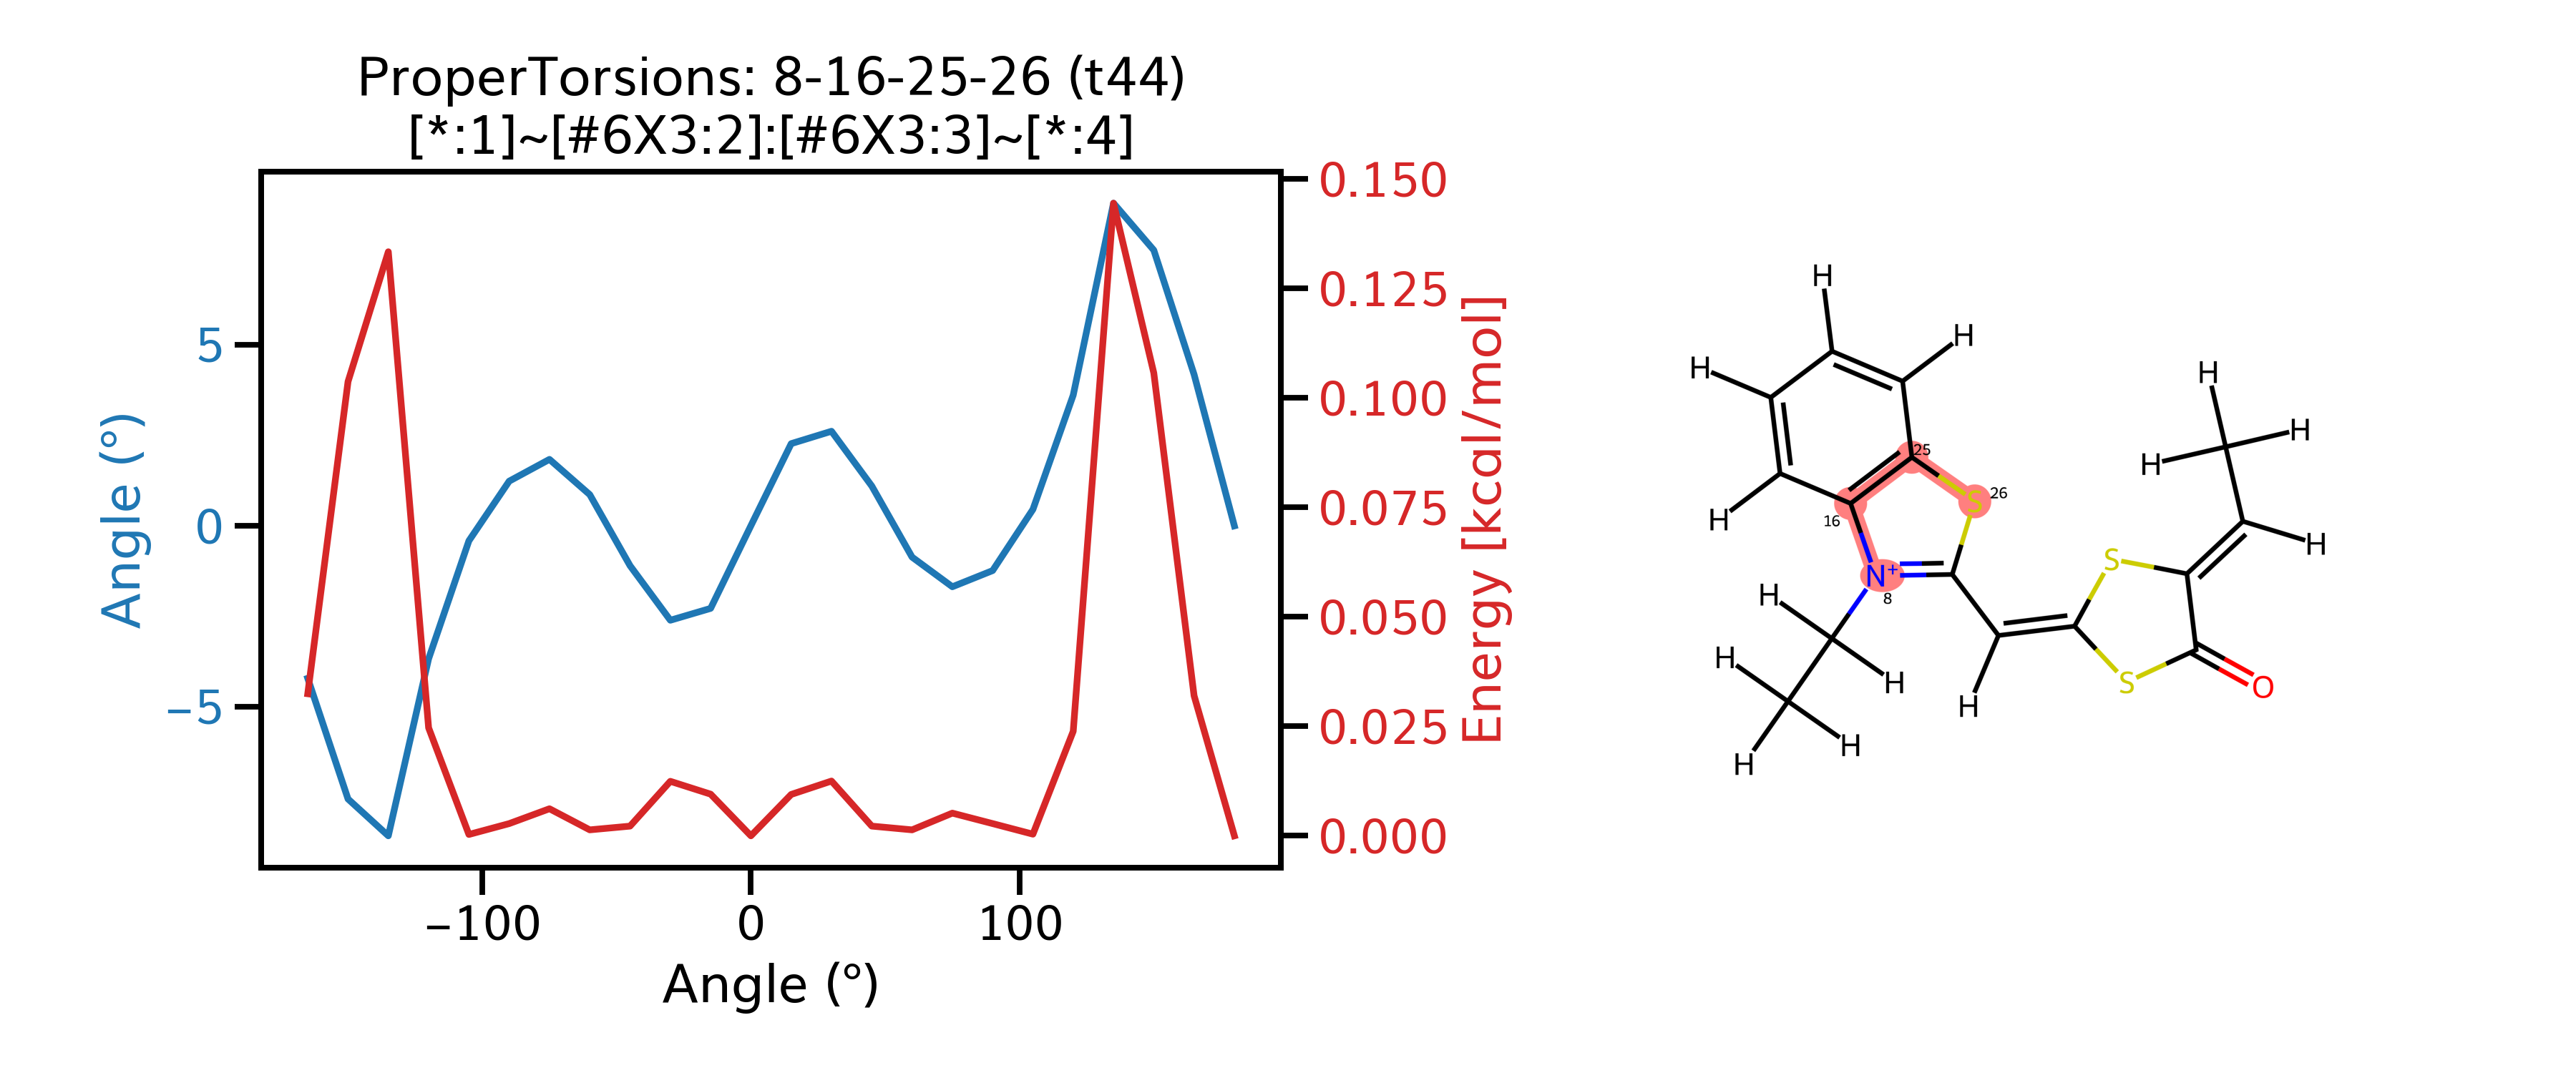 ProperTorsions: 8-16-25-26 (t44)
[*:1]~[#6X3:2]:[#6X3:3]~[*:4]
Angle (°)
5
0
−5
0.150
0.125
0.100
0.075
0.050
0.025
0.000
Energy [kcal/mol]
−100
0
100
Angle (°)
H
H
H
H
H
H
H
25
S
26
16
H
H
S
N+
8
H
H
S
O
H
H
H
H